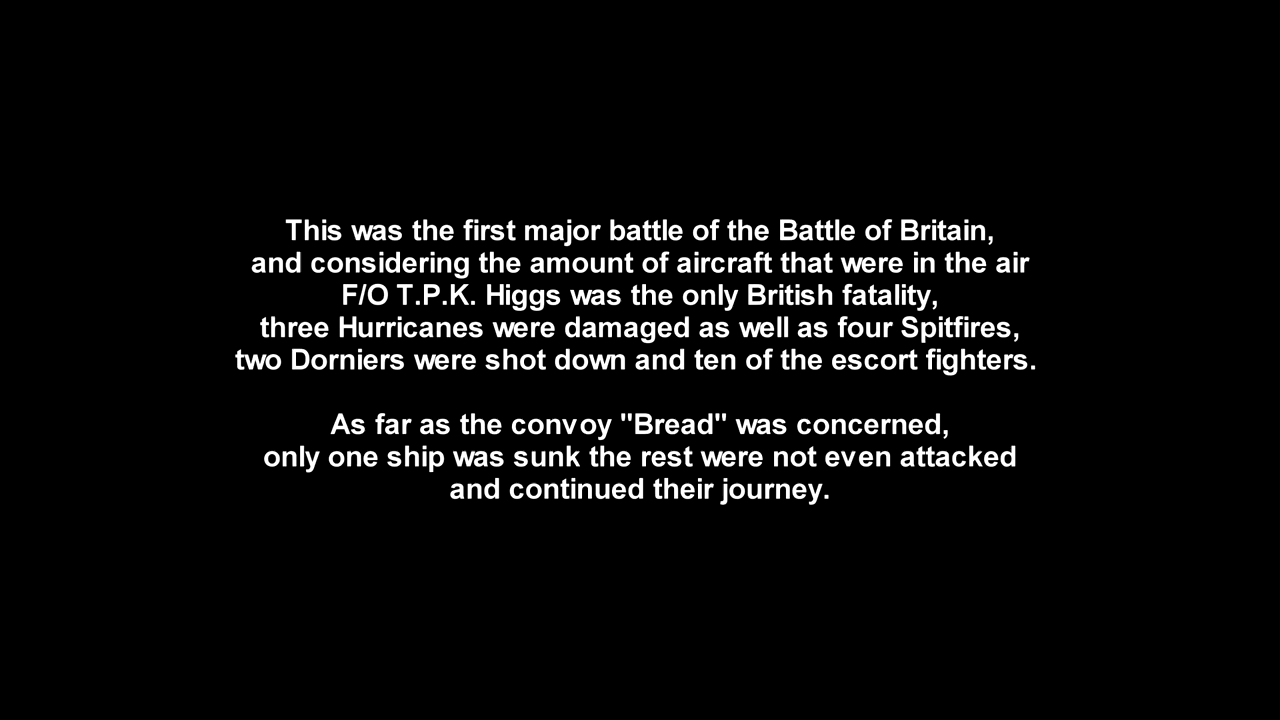 This was the first major battle of the Battle of Britain,
and considering the amount of aircraft that were in the air
F/O T.P.K. Higgs was the only British fatality,
three Hurricanes were damaged as well as four Spitfires,
two Dorniers were shot down and ten of the escort fighters.
As far as the convoy "Bread" was concerned,
only one ship was sunk the rest were not even attacked
and continued their journey.